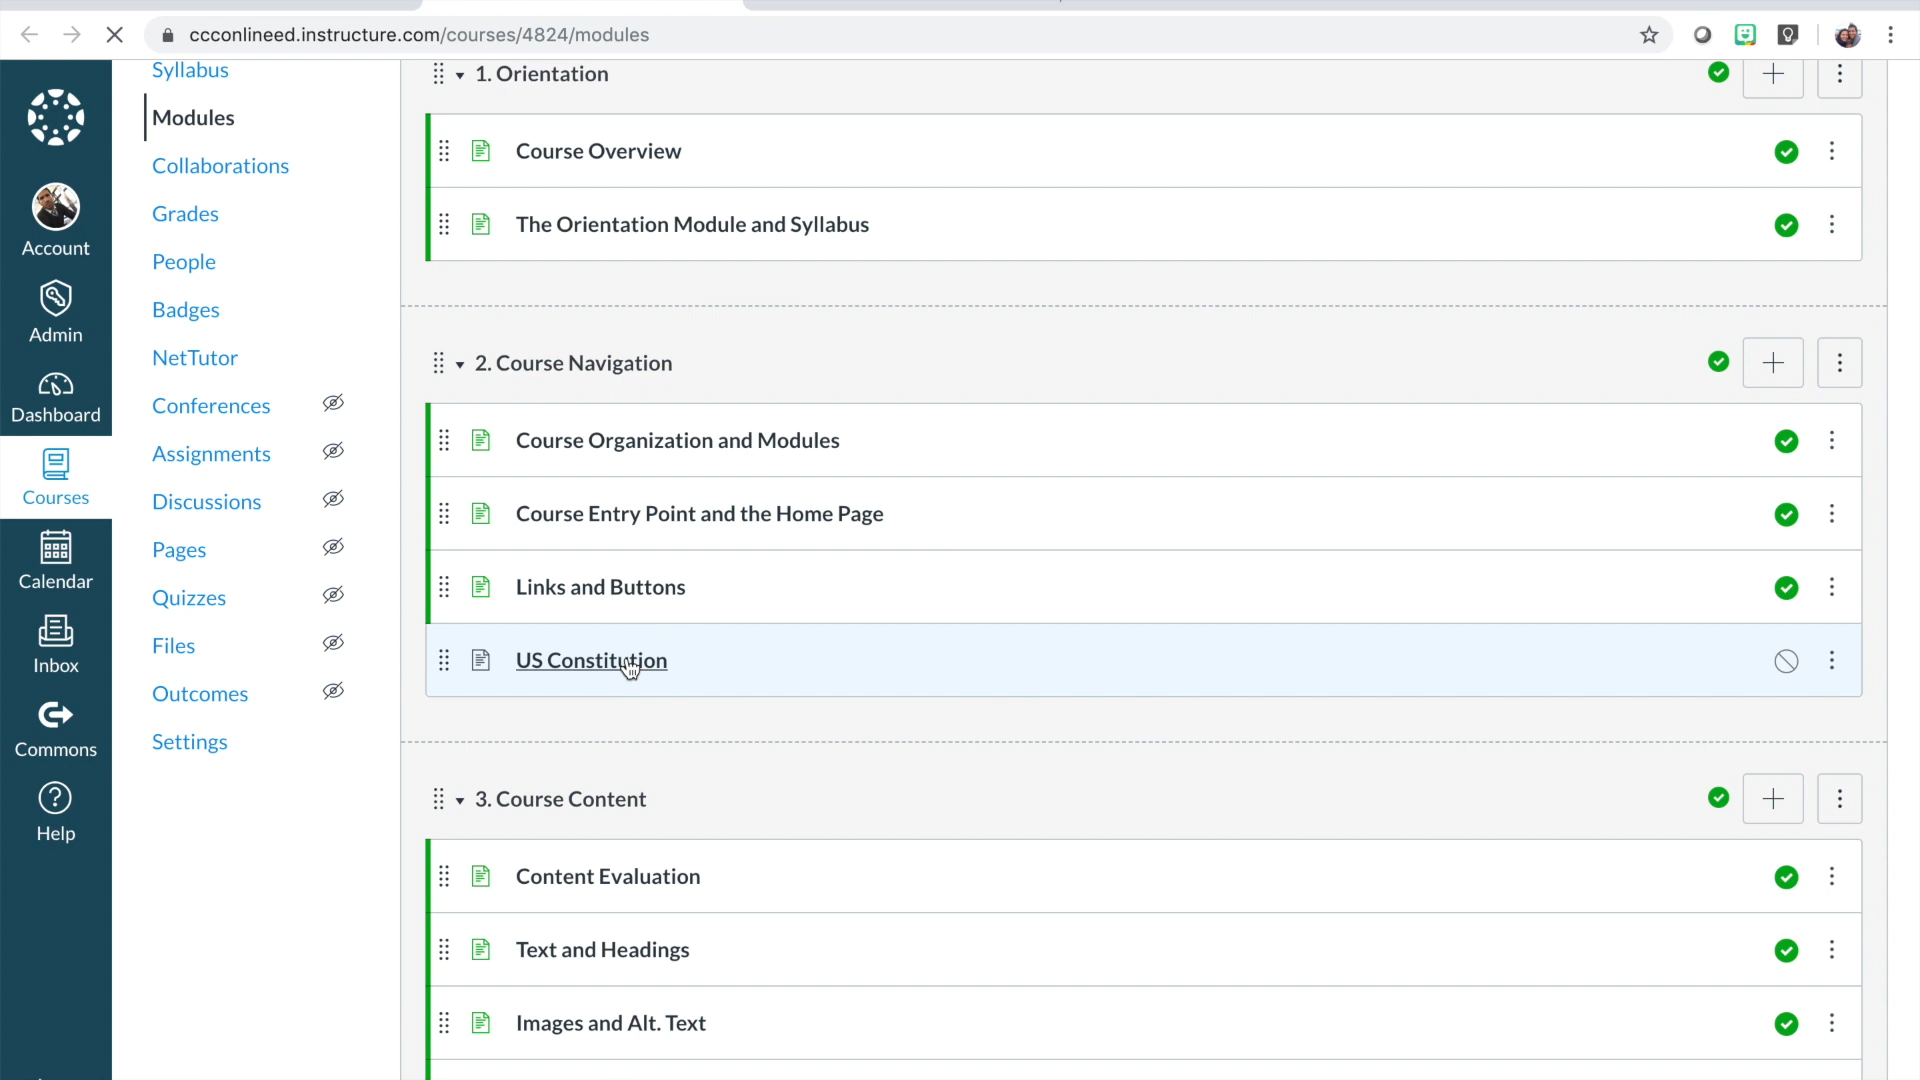 ccconlineed.instructure.com/courses/4824/modules
Account
Admin
Dashboard
Courses
Calendar
Inbox
Commons
Help
Syllabus
Modules
Collaborations
Grades
People
Badges
NetTutor
Conferences
Assignments
Discussions
Pages
Quizzes
Files
Outcomes
Settings
1. Orientation
Course Overview
The Orientation Module and Syllabus
2. Course Navigation
Course Organization and Modules
Course Entry Point and the Home Page
Links and Buttons
US Constitution
3. Course Content
Content Evaluation
Text and Headings
Images and Alt. Text